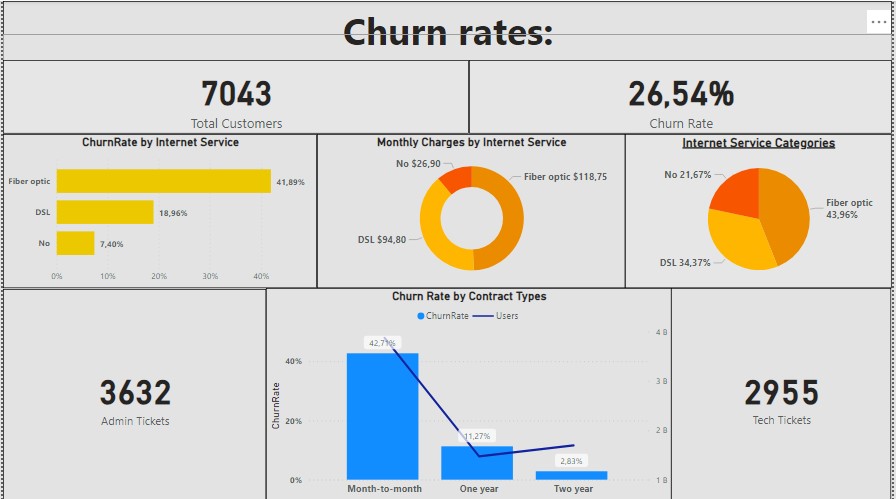 Churn rates:
7043
Total Customers
26,54%
Churn Rate
ChurnRate by Internet Service
Fiber optic
41,89%
DSL
18,96%
No
7,40%
0%
10%
20%
30%
40%
Monthly Charges by Internet Service
No $26,90
Fiber optic $118,75
DSL $94,80
Internet Service Categories
No 21,67%
Fiber optic
43,96%
DSL 34,37%
3632
Admin Tickets
Churn Rate by Contract Types
ChurnRate
Users
ChurnRate
40%
20%
0%
42,71%
11,27%
2,83%
4 B
3 B
2 B
1 B
Month-to-month
One year
Two year
2955
Tech Tickets